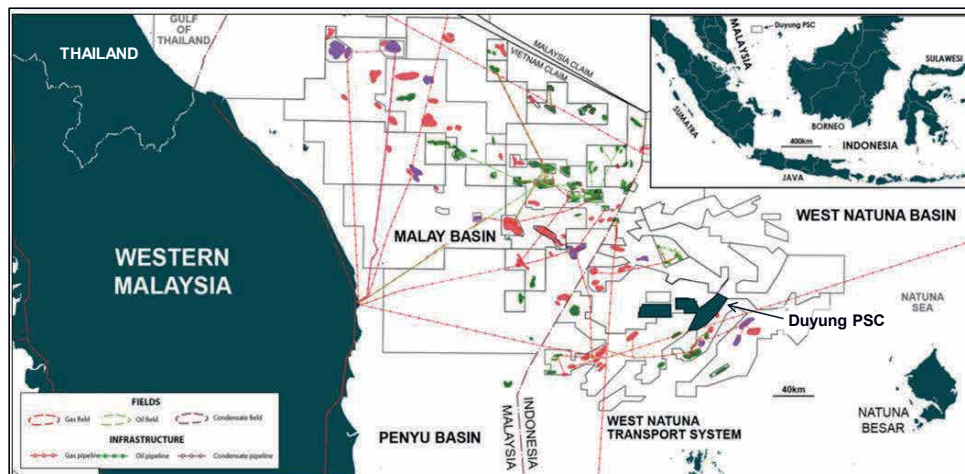 GULF
OF
THAILAND
THAILAND
MALAYSIA CLAIM
VIETNAM CLAIM
MALAYSIA
Duyung PSC
SULAWESI
SUMATRA
BORNEO
INDONESIA
400km
JAVA
WEST NATUNA BASIN
MALAY BASIN
WESTERN
MALAYSIA
Duyung PSC
NATUNA
SEA
40km
NATUNA
BESAR
INDONESIA
MALAYSIA
WEST NATUNA
TRANSPORT SYSTEM
PENYU BASIN
FIELDS
Gas field
Oil field
Condensate field
INFRASTRUCTURE
Gas pipeline
Oil pipeline
Condensate pipeline